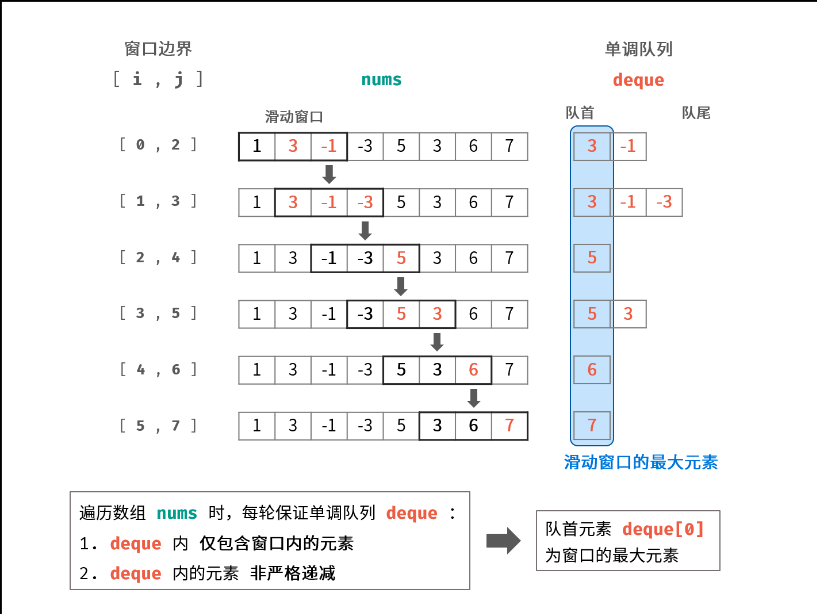 窗口边界 单调队列
[ i , j ] nums deque
滑动窗口 队首 队尾
[ 0 , 2 ] 1 3 -1 -3 5 3 6 7 3 -1
[ 1 , 3 ] 1 3 -1 -3 5 3 6 7 3 -1 -3
[ 2 , 4 ] 1 3 -1 -3 5 3 6 7 5
[ 3 , 5 ] 1 3 -1 -3 5 3 6 7 5 3
[ 4 , 6 ] 1 3 -1 -3 5 3 6 7 6
[ 5 , 7 ] 1 3 -1 -3 5 3 6 7 7
滑动窗口的最大元素
遍历数组 nums 时，每轮保证单调队列 deque ：
1. deque 内 仅包含窗口内的元素
2. deque 内的元素 非严格递减
队首元素 deque[0]
为窗口的最大元素